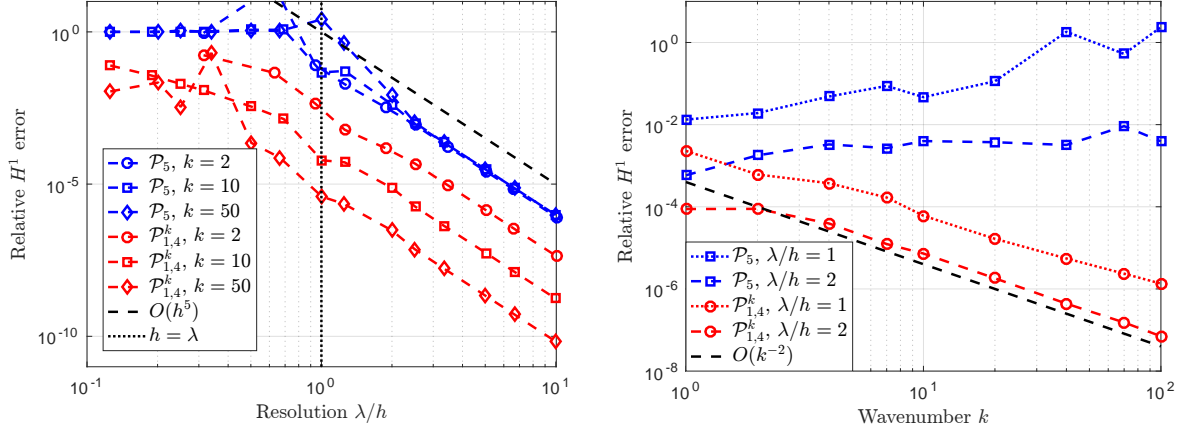 10^0
10^-5
10^-10
Relative H^1 error
P_5, k = 2
P_5, k = 10
P_5, k = 50
P^k_{1,4}, k = 2
P^k_{1,4}, k = 10
P^k_{1,4}, k = 50
O(h^5)
h = λ
10^-1
10^0
10^1
Resolution λ/h
10^0
10^-2
10^-4
10^-6
10^-8
Relative H^1 error
P_5, λ/h = 1
P_5, λ/h = 2
P^k_{1,4}, λ/h = 1
P^k_{1,4}, λ/h = 2
O(k^-2)
10^0
10^1
10^2
Wavenumber k